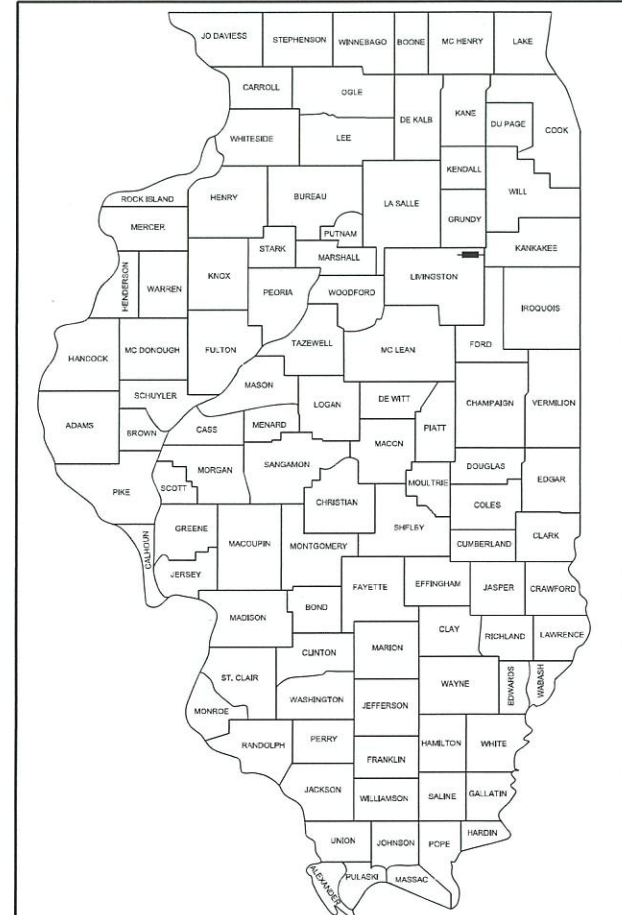 JO DAVIESS
STEPHENSON
WINNEBAGO
BOONE
MC HENRY
LAKE
CARROLL
OGLE
DE KALB
KANE
DU PAGE
COOK
WHITESIDE
LEE
KENDALL
WILL
ROCK ISLAND
HENRY
BUREAU
LA SALLE
GRUNDY
MERCER
PUTNAM
KANKAKEE
STARK
MARSHALL
HENDERSON
WARREN
KNOX
PEORIA
WOODFORD
LIVINGSTON
IROQUOIS
HANCOCK
MC DONOUGH
FULTON
TAZEWELL
MC LEAN
FORD
SCHUYLER
MASON
LOGAN
DE WITT
CHAMPAIGN
VERMILION
ADAMS
BROWN
CASS
MENARD
MACON
PIATT
PIKE
SCOTT
MORGAN
SANGAMON
CHRISTIAN
MOULTRIE
DOUGLAS
EDGAR
COLES
CALHOUN
GREENE
MACOUPIN
MONTGOMERY
SHELBY
CUMBERLAND
CLARK
JERSEY
FAYETTE
EFFINGHAM
JASPER
CRAWFORD
MADISON
BOND
CLAY
RICHLAND
LAWRENCE
CLINTON
MARION
ST. CLAIR
WASHINGTON
WAYNE
EDWARDS
WABASH
MONROE
JEFFERSON
RANDOLPH
PERRY
HAMILTON
WHITE
FRANKLIN
JACKSON
WILLIAMSON
SALINE
GALLATIN
UNION
JOHNSON
POPE
HARDIN
ALEXANDER
PULASKI
MASSAC